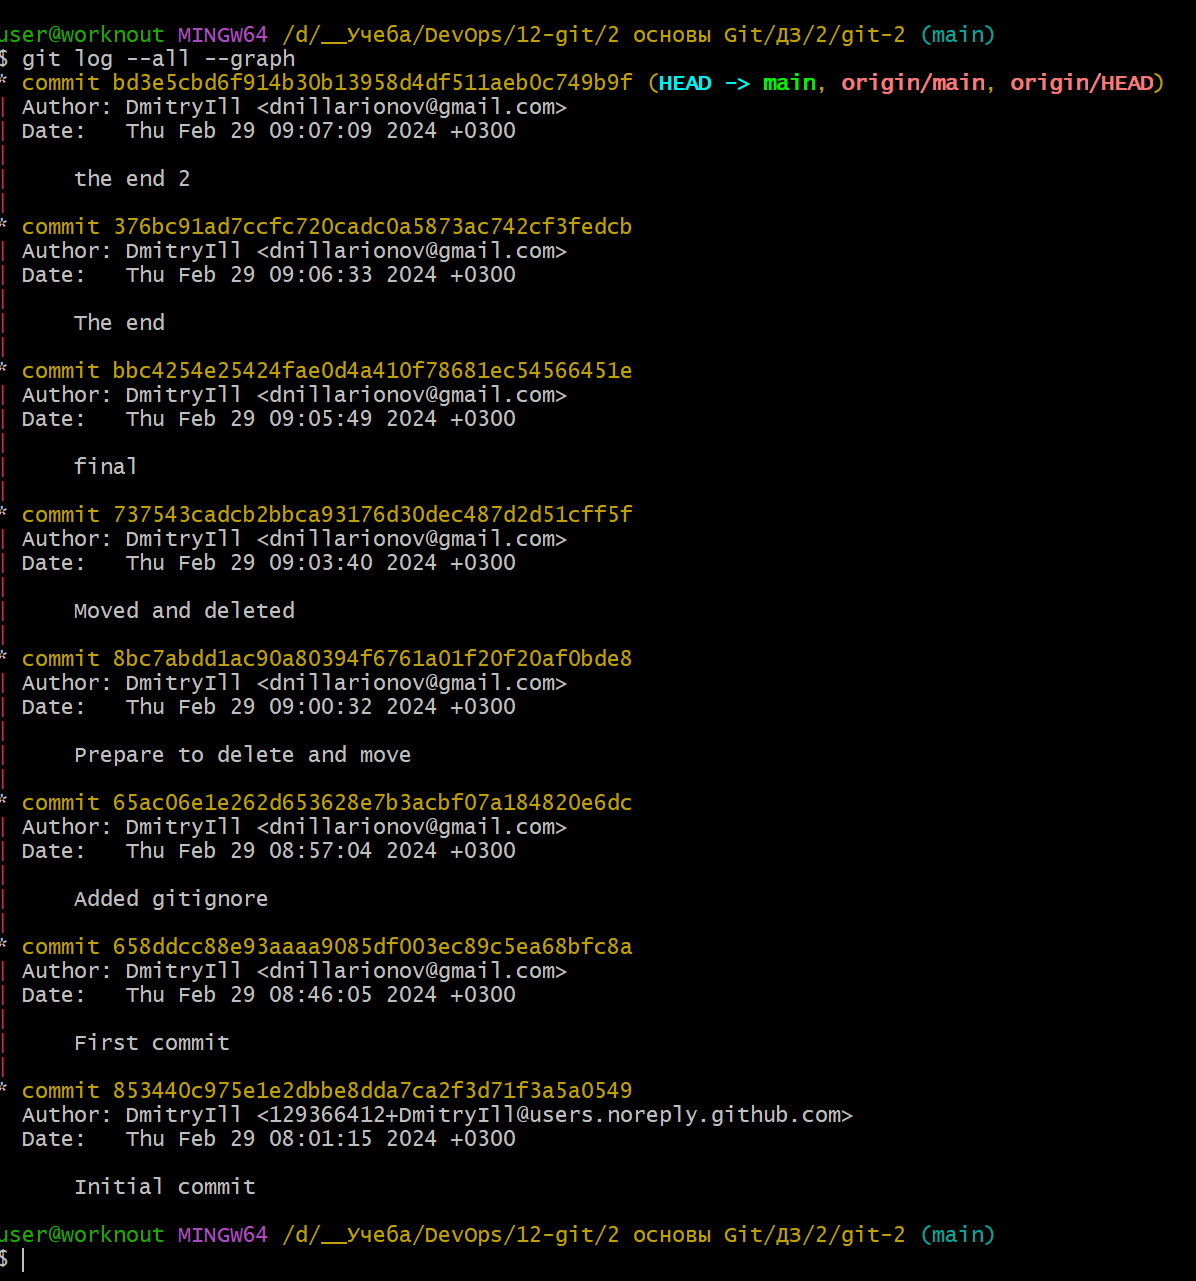 user@worknout MINGW64 /d/__Учеба/DevOps/12-git/2 основы Git/ДЗ/2/git-2 (main)
$ git log --all --graph
* commit bd3e5cbd6f914b30b13958d4df511aeb0c749b9f (HEAD -> main, origin/main, origin/HEAD)
| Author: DmitryIll <dnillarionov@gmail.com>
| Date:   Thu Feb 29 09:07:09 2024 +0300
|
|     the end 2
|
* commit 376bc91ad7ccfc720cadc0a5873ac742cf3fedcb
| Author: DmitryIll <dnillarionov@gmail.com>
| Date:   Thu Feb 29 09:06:33 2024 +0300
|
|     The end
|
* commit bbc4254e25424fae0d4a410f78681ec54566451e
| Author: DmitryIll <dnillarionov@gmail.com>
| Date:   Thu Feb 29 09:05:49 2024 +0300
|
|     final
|
* commit 737543cadcb2bbca93176d30dec487d2d51cff5f
| Author: DmitryIll <dnillarionov@gmail.com>
| Date:   Thu Feb 29 09:03:40 2024 +0300
|
|     Moved and deleted
|
* commit 8bc7abdd1ac90a80394f6761a01f20f20af0bde8
| Author: DmitryIll <dnillarionov@gmail.com>
| Date:   Thu Feb 29 09:00:32 2024 +0300
|
|     Prepare to delete and move
|
* commit 65ac06e1e262d653628e7b3acbf07a184820e6dc
| Author: DmitryIll <dnillarionov@gmail.com>
| Date:   Thu Feb 29 08:57:04 2024 +0300
|
|     Added gitignore
|
* commit 658ddcc88e93aaaa9085df003ec89c5ea68bfc8a
| Author: DmitryIll <dnillarionov@gmail.com>
| Date:   Thu Feb 29 08:46:05 2024 +0300
|
|     First commit
|
* commit 853440c975e1e2dbbe8dda7ca2f3d71f3a5a0549
  Author: DmitryIll <129366412+DmitryIll@users.noreply.github.com>
  Date:   Thu Feb 29 08:01:15 2024 +0300

      Initial commit

user@worknout MINGW64 /d/__Учеба/DevOps/12-git/2 основы Git/ДЗ/2/git-2 (main)
$